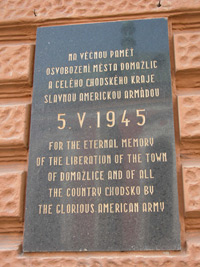 NA VĚČNOU PAMĚŤ
OSVOBOZENÍ MĚSTA DOMAŽLIC
A CELÉHO CHODSKÉHO KRAJE
SLAVNOU AMERICKOU ARMÁDOU
5.V.1945
FOR THE ETERNAL MEMORY
OF THE LIBERATION OF THE TOWN
OF DOMAZLICE AND OF ALL
THE COUNTRY CHODSKO BY
THE GLORIOUS AMERICAN ARMY